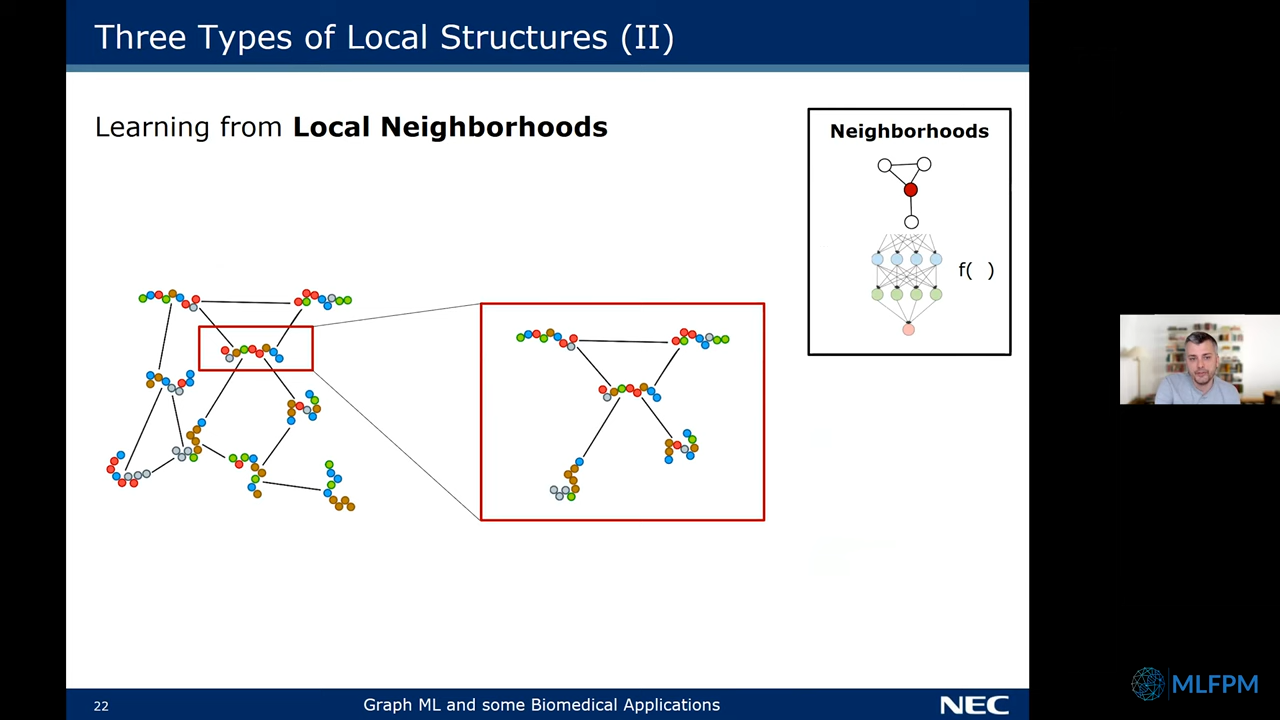 Three Types of Local Structures (II)
Learning from Local Neighborhoods
Neighborhoods
f( )
22
Graph ML and some Biomedical Applications
NEC
MLFPM